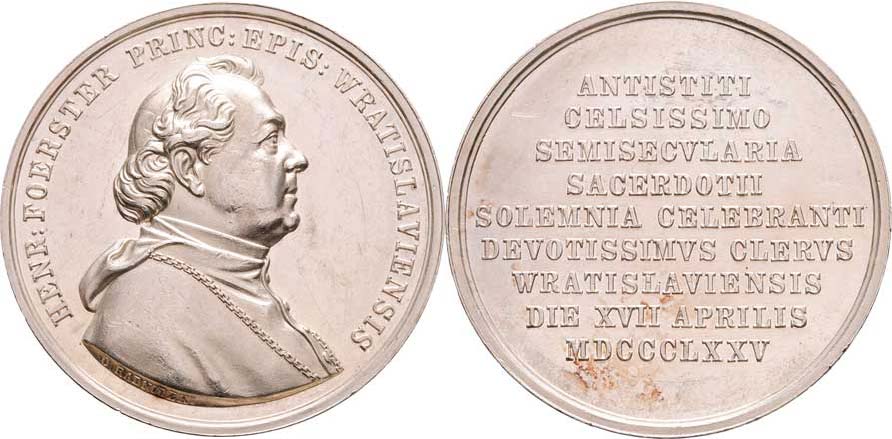 HENR: FOERSTER PRINC: EPIS: WRATISLAVIENSIS
ANTISTITI
CELSISSIMO
SEMISECVLARIA
SACERDOTII
SOLEMNIA CELEBRANTI
DEVOTISSIMVS CLERVS
WRATISLAVIENSIS
DIE XVII APRILIS
MDCCCLXXV